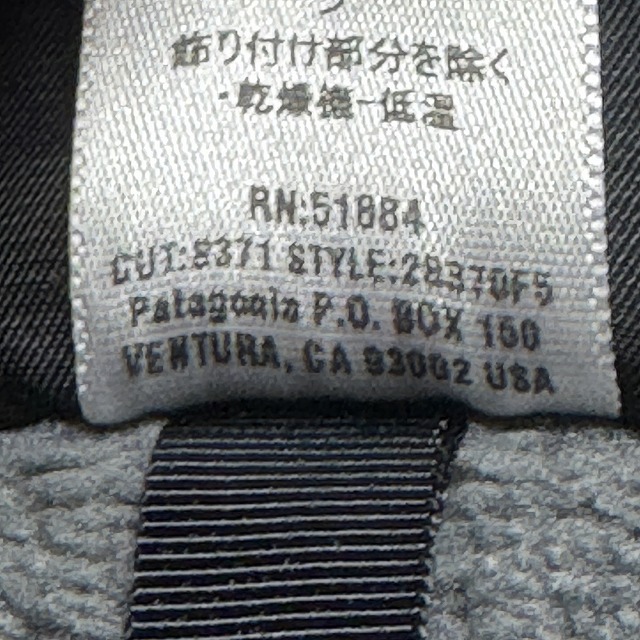 飾り付け部分を除く
・乾燥機-低温
RN:51884
CUT:8371 STYLE:28370F5
Patagonia P.O. BOX 150
VENTURA, CA 93002 USA